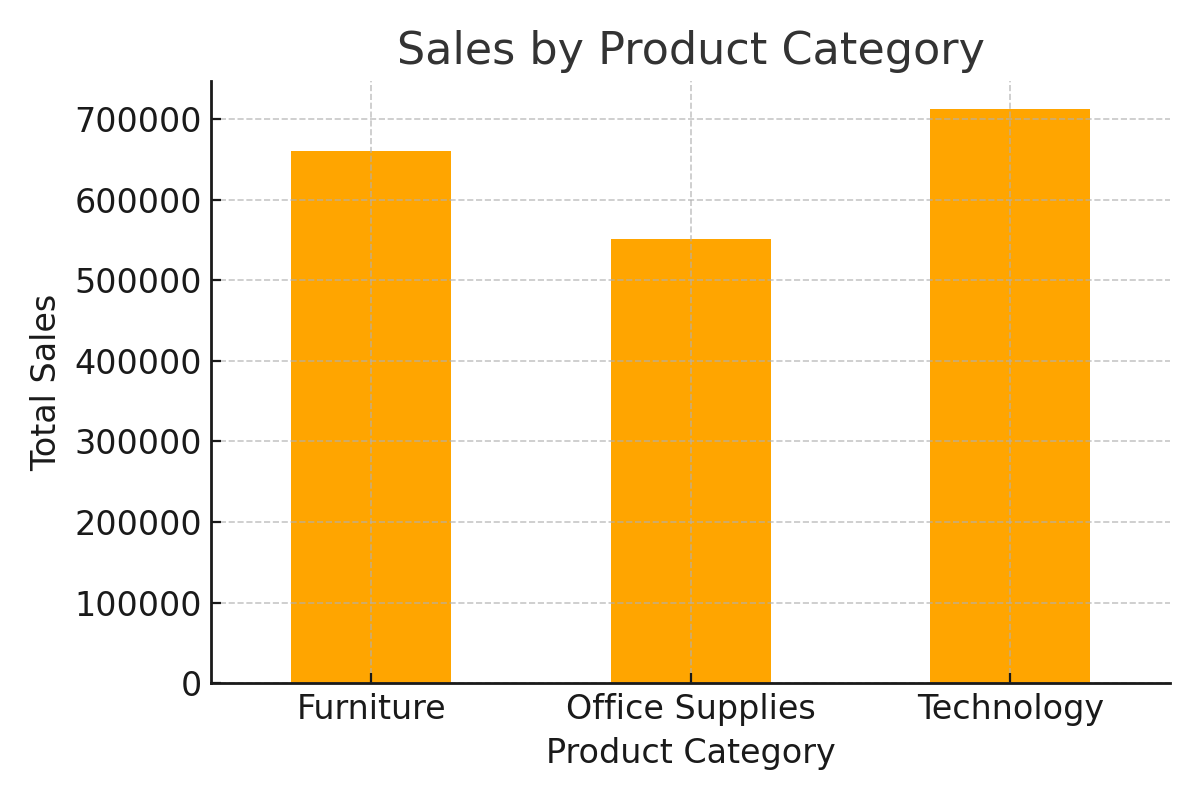 Sales by Product Category
Total Sales
700000
600000
500000
400000
300000
200000
100000
0
Furniture
Office Supplies
Technology
Product Category